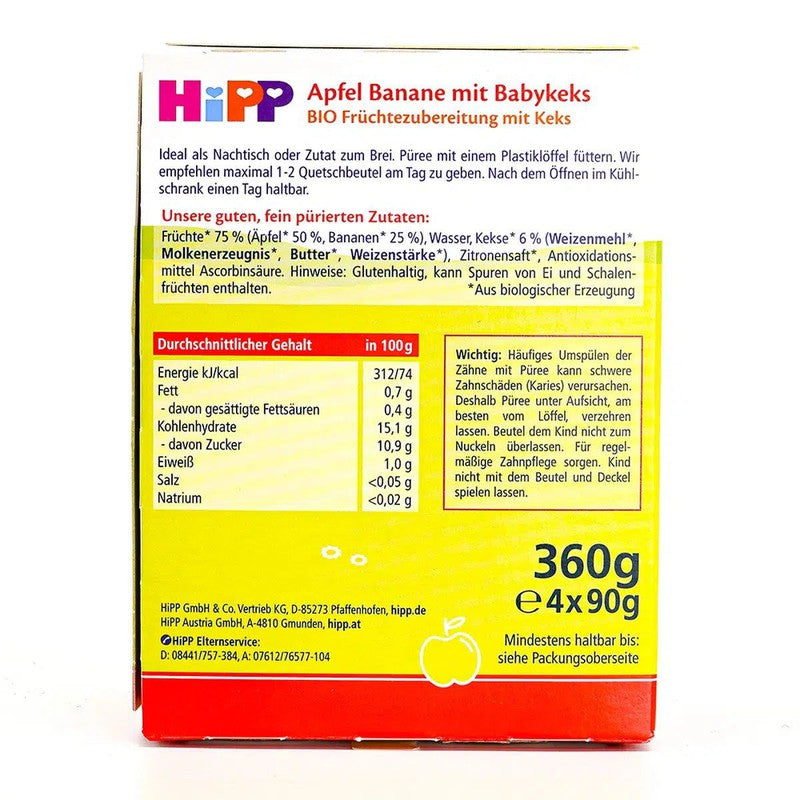 HiPP
Apfel Banane mit Babykeks
BIO Früchtezubereitung mit Keks
Ideal als Nachtisch oder Zutat zum Brei. Püree mit einem Plastiklöffel füttern. Wir
empfehlen maximal 1-2 Quetschbeutel am Tag zu geben. Nach dem Öffnen im Kühl-
schrank einen Tag haltbar.
Unsere guten, fein pürierten Zutaten:
Früchte* 75 % (Äpfel* 50 %, Bananen* 25 %), Wasser, Kekse* 6 % (Weizenmehl*,
Molkenerzeugnis*, Butter*, Weizenstärke*), Zitronensaft*, Antioxidations-
mittel Ascorbinsäure. Hinweise: Glutenhaltig, kann Spuren von Ei und Schalen-
früchten enthalten. *Aus biologischer Erzeugung
Durchschnittlicher Gehalt in 100 g
Energie kJ/kcal 312/74
Fett 0,7 g
- davon gesättigte Fettsäuren 0,4 g
Kohlenhydrate 15,1 g
- davon Zucker 10,9 g
Eiweiß 1,0 g
Salz <0,05 g
Natrium <0,02 g
Wichtig: Häufiges Umspülen der
Zähne mit Püree kann schwere
Zahnschäden (Karies) verursachen.
Deshalb Püree unter Aufsicht, am
besten vom Löffel, verzehren
lassen. Beutel dem Kind nicht zum
Nuckeln überlassen. Für regel-
mäßige Zahnpflege sorgen. Kind
nicht mit dem Beutel und Deckel
spielen lassen.
360g
℮ 4x90g
HiPP GmbH & Co. Vertrieb KG, D-85273 Pfaffenhofen, hipp.de
HiPP Austria GmbH, A-4810 Gmunden, hipp.at
HiPP Elternservice:
D: 08441/757-384, A: 07612/76577-104
Mindestens haltbar bis:
siehe Packungsoberseite